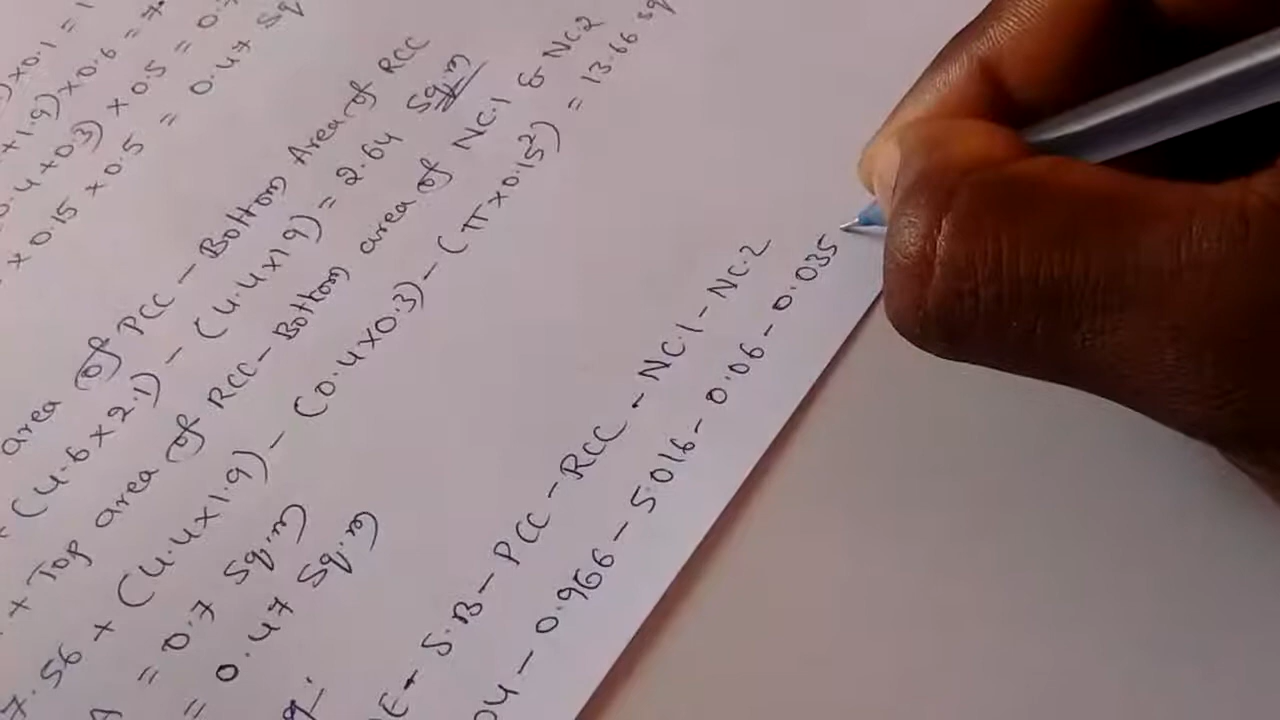 ) × 0.1 = 1
+ 1.9) × 0.6 = 7.
0.4 × 0.3) × 0.5 = 0.7
× 0.15 × 0.5 = 0.47 Sq
area of PCC - Bottom Area of RCC
= (4.6 × 2.1) - (4.4 × 1.9) = 2.64 Sq.m
+ Top area of RCC - Bottom area of NC.1 & NC.2
7.56 + (4.4 × 1.9) - (0.4 × 0.3) - (π × 0.15²) = 13.66 sq
= 0.7 Sq.m
= 0.47 Sq.m
E - S.B - PCC - RCC - NC.1 - NC.2
04 - 0.966 - 5.016 - 0.06 - 0.035